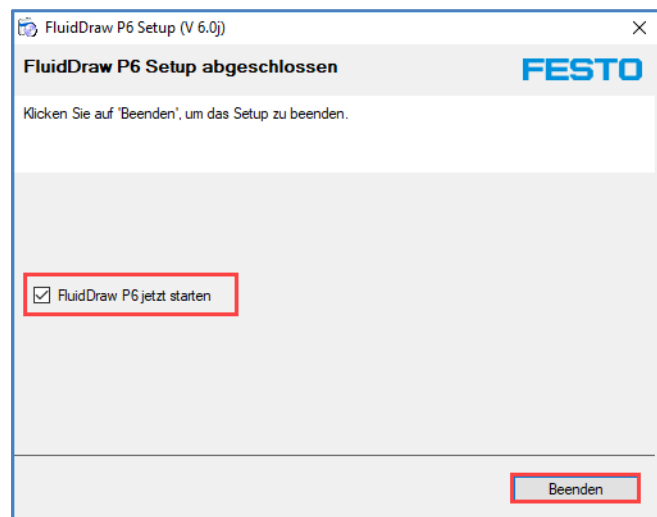 FluidDraw P6 Setup (V 6.0j)
FluidDraw P6 Setup abgeschlossen
FESTO
Klicken Sie auf 'Beenden', um das Setup zu beenden.
FluidDraw P6 jetzt starten
Beenden